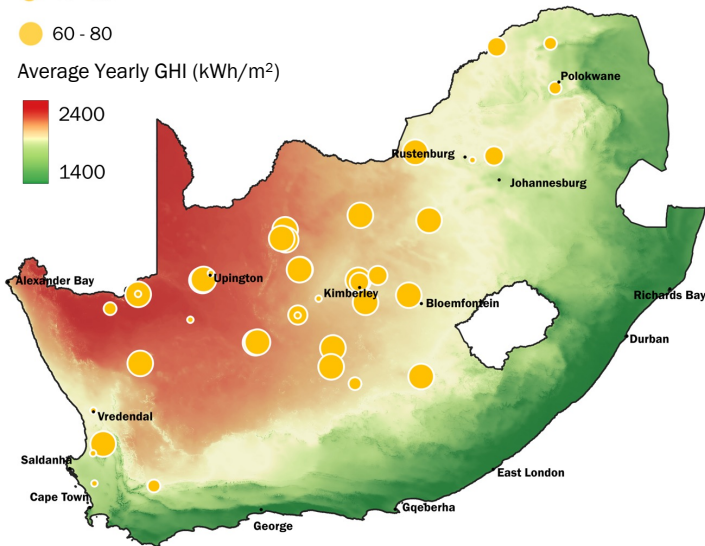 60 - 80
Average Yearly GHI (kWh/m²)
2400
1400
Polokwane
Rustenburg
Johannesburg
Alexander Bay
Upington
Kimberley
Bloemfontein
Richards Bay
Durban
Vredendal
Saldanha
East London
Cape Town
Gqeberha
George